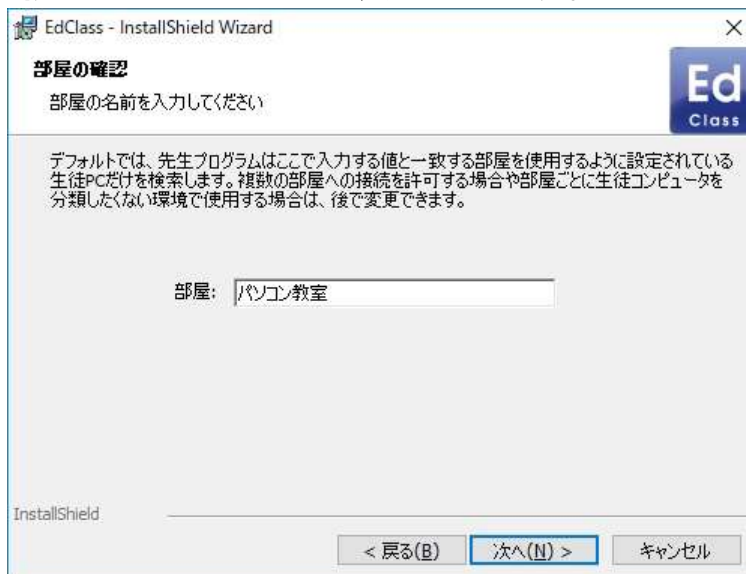 EdClass - InstallShield Wizard
部屋の確認
部屋の名前を入力してください
Ed
Class
デフォルトでは、先生プログラムはここで入力する値と一致する部屋を使用するように設定されている
生徒PCだけを検索します。複数の部屋への接続を許可する場合や部屋ごとに生徒コンピュータを
分類したくない環境で使用する場合は、後で変更できます。
部屋: パソコン教室
InstallShield
< 戻る(B) 次へ(N) > キャンセル